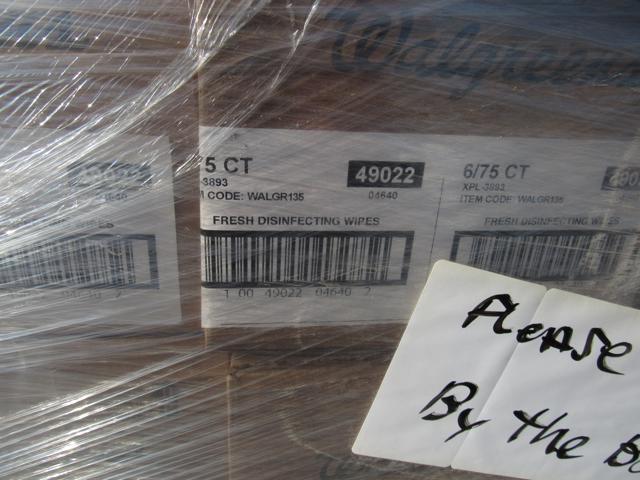 Walgreens
5 CT
49022
-3893
04640
CODE: WALGR135
FRESH DISINFECTING WIPES
1 00 49022 04640 2
6/75 CT
XPL-3893
ITEM CODE: WALGR135
FRESH DISINFECTING WIPES
PLEASE
By the